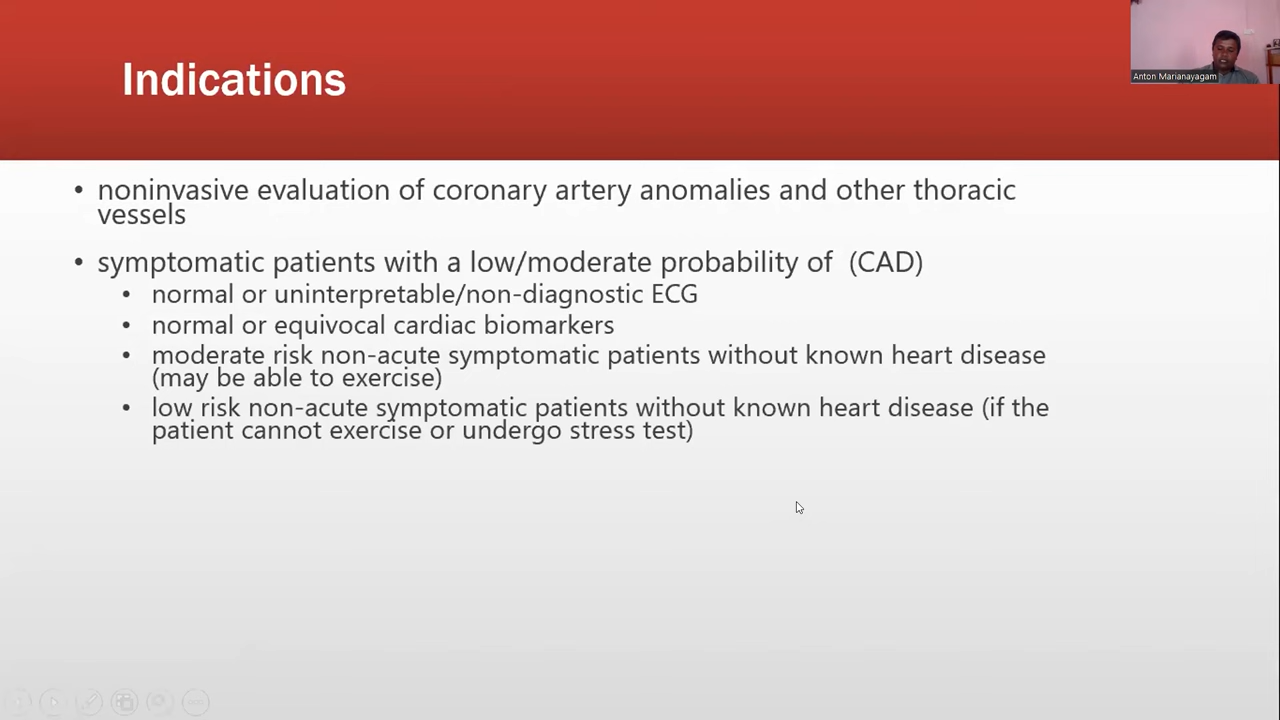 Indications
Anton Marianayagam
• noninvasive evaluation of coronary artery anomalies and other thoracic
vessels
• symptomatic patients with a low/moderate probability of  (CAD)
• normal or uninterpretable/non-diagnostic ECG
• normal or equivocal cardiac biomarkers
• moderate risk non-acute symptomatic patients without known heart disease
(may be able to exercise)
• low risk non-acute symptomatic patients without known heart disease (if the
patient cannot exercise or undergo stress test)